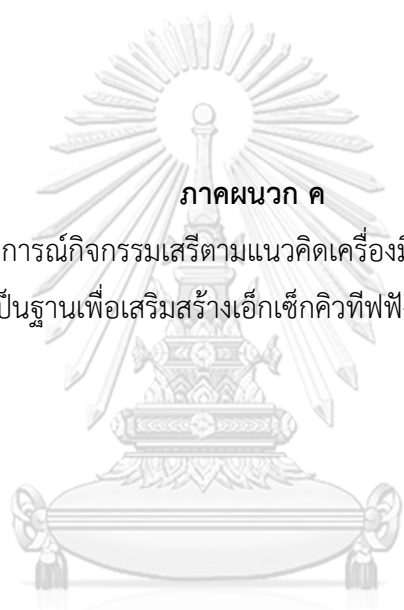 ภาคผนวก ค
การณ์กิจกรรมเสรีตามแนวคิดเครื่องมื
ป็นฐานเพื่อเสริมสร้างเอ็กเซ็กคิวทีฟฟั